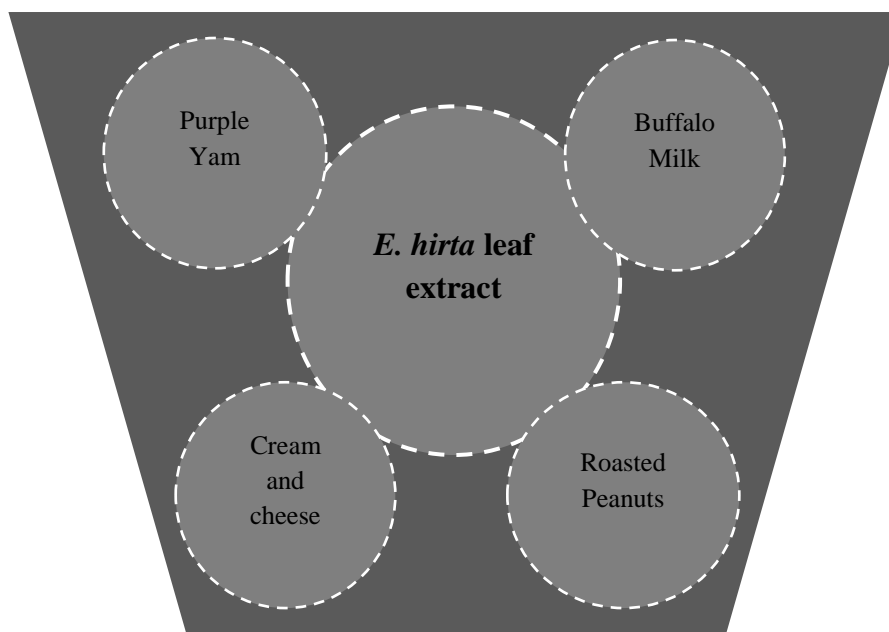 Purple
Yam
Buffalo
Milk
E. hirta leaf
extract
Cream
and
cheese
Roasted
Peanuts